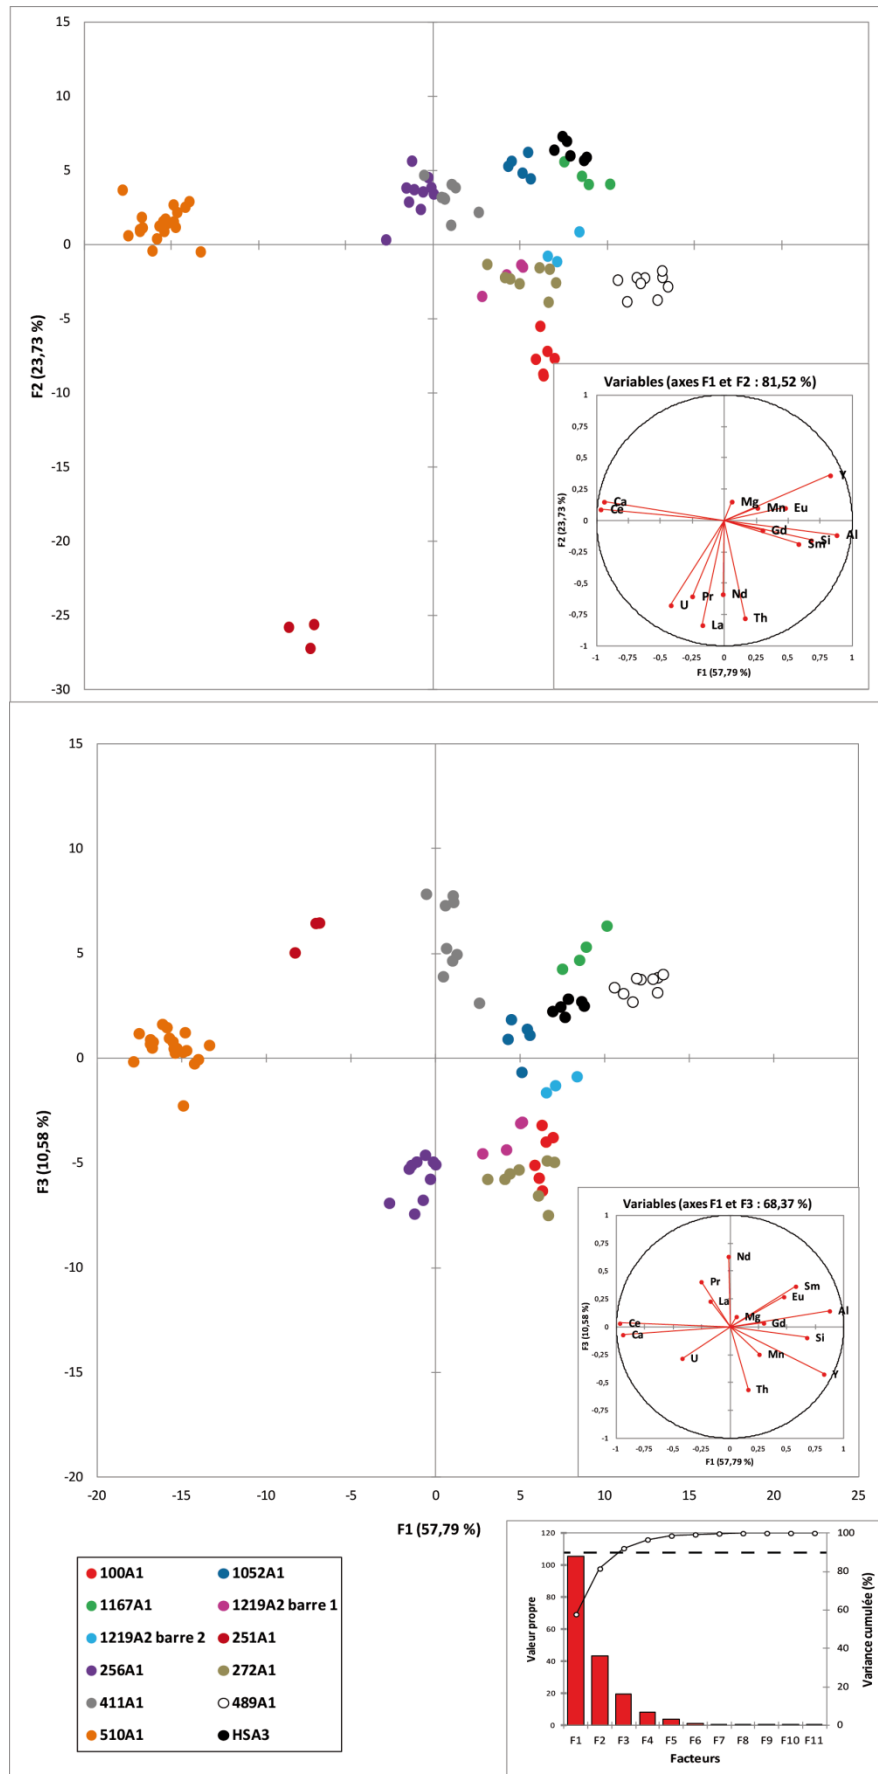 15
10
5
0
-5
-10
-15
-20
-25
-30
F2 (23,73 %)
Variables (axes F1 et F2 : 81,52 %)
1
0,75
0,5
0,25
0
-0,25
-0,5
-0,75
-1
F2 (23,73 %)
Ca
Ce
Mg
Mn
Eu
Y
Gd
Si
Sm
Al
U
Pr
Nd
La
Th
-1 -0,75 -0,5 -0,25 0 0,25 0,5 0,75 1
F1 (57,79 %)
15
10
5
0
-5
-10
-15
-20
F3 (10,58 %)
Variables (axes F1 et F3 : 68,37 %)
1
0,75
0,5
0,25
0
-0,25
-0,5
-0,75
-1
F3 (10,58 %)
Nd
Pr
Sm
La
Eu
Mg
Al
Ce
Gd
Ca
Si
U
Mn
Th
Y
-1 -0,75 -0,5 -0,25 0 0,25 0,5 0,75 1
F1 (57,79 %)
-20 -15 -10 -5 0 5 10 15 20 25
F1 (57,79 %)
100A1 1052A1
1167A1 1219A2 barre 1
1219A2 barre 2 251A1
256A1 272A1
411A1 489A1
510A1 HSA3
120
100
80
60
40
20
0
Valeur propre
100
80
60
40
20
0
Variance cumulée (%)
F1 F2 F3 F4 F5 F6 F7 F8 F9 F10 F11
Facteurs